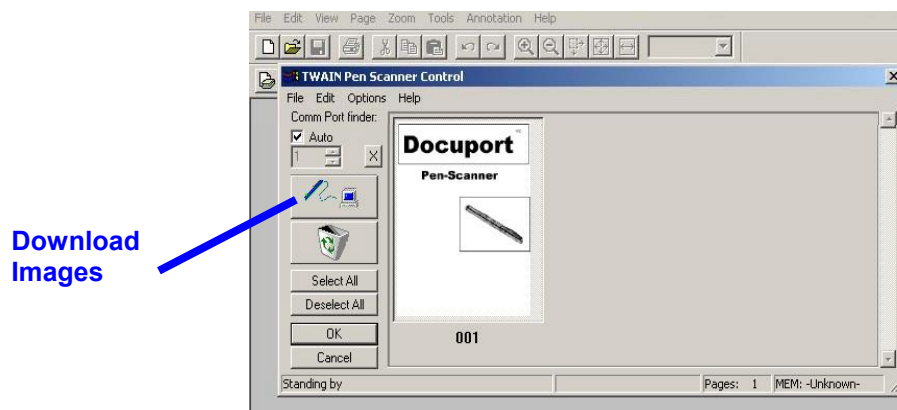 File Edit View Page Zoom Tools Annotation Help
TWAIN Pen Scanner Control
File Edit Options Help
Comm Port finder:
Auto
1
X
Docuport
Pen-Scanner
Download
Images
Select All
Deselect All
OK
001
Cancel
Standing by
Pages: 1
MEM: -Unknown-